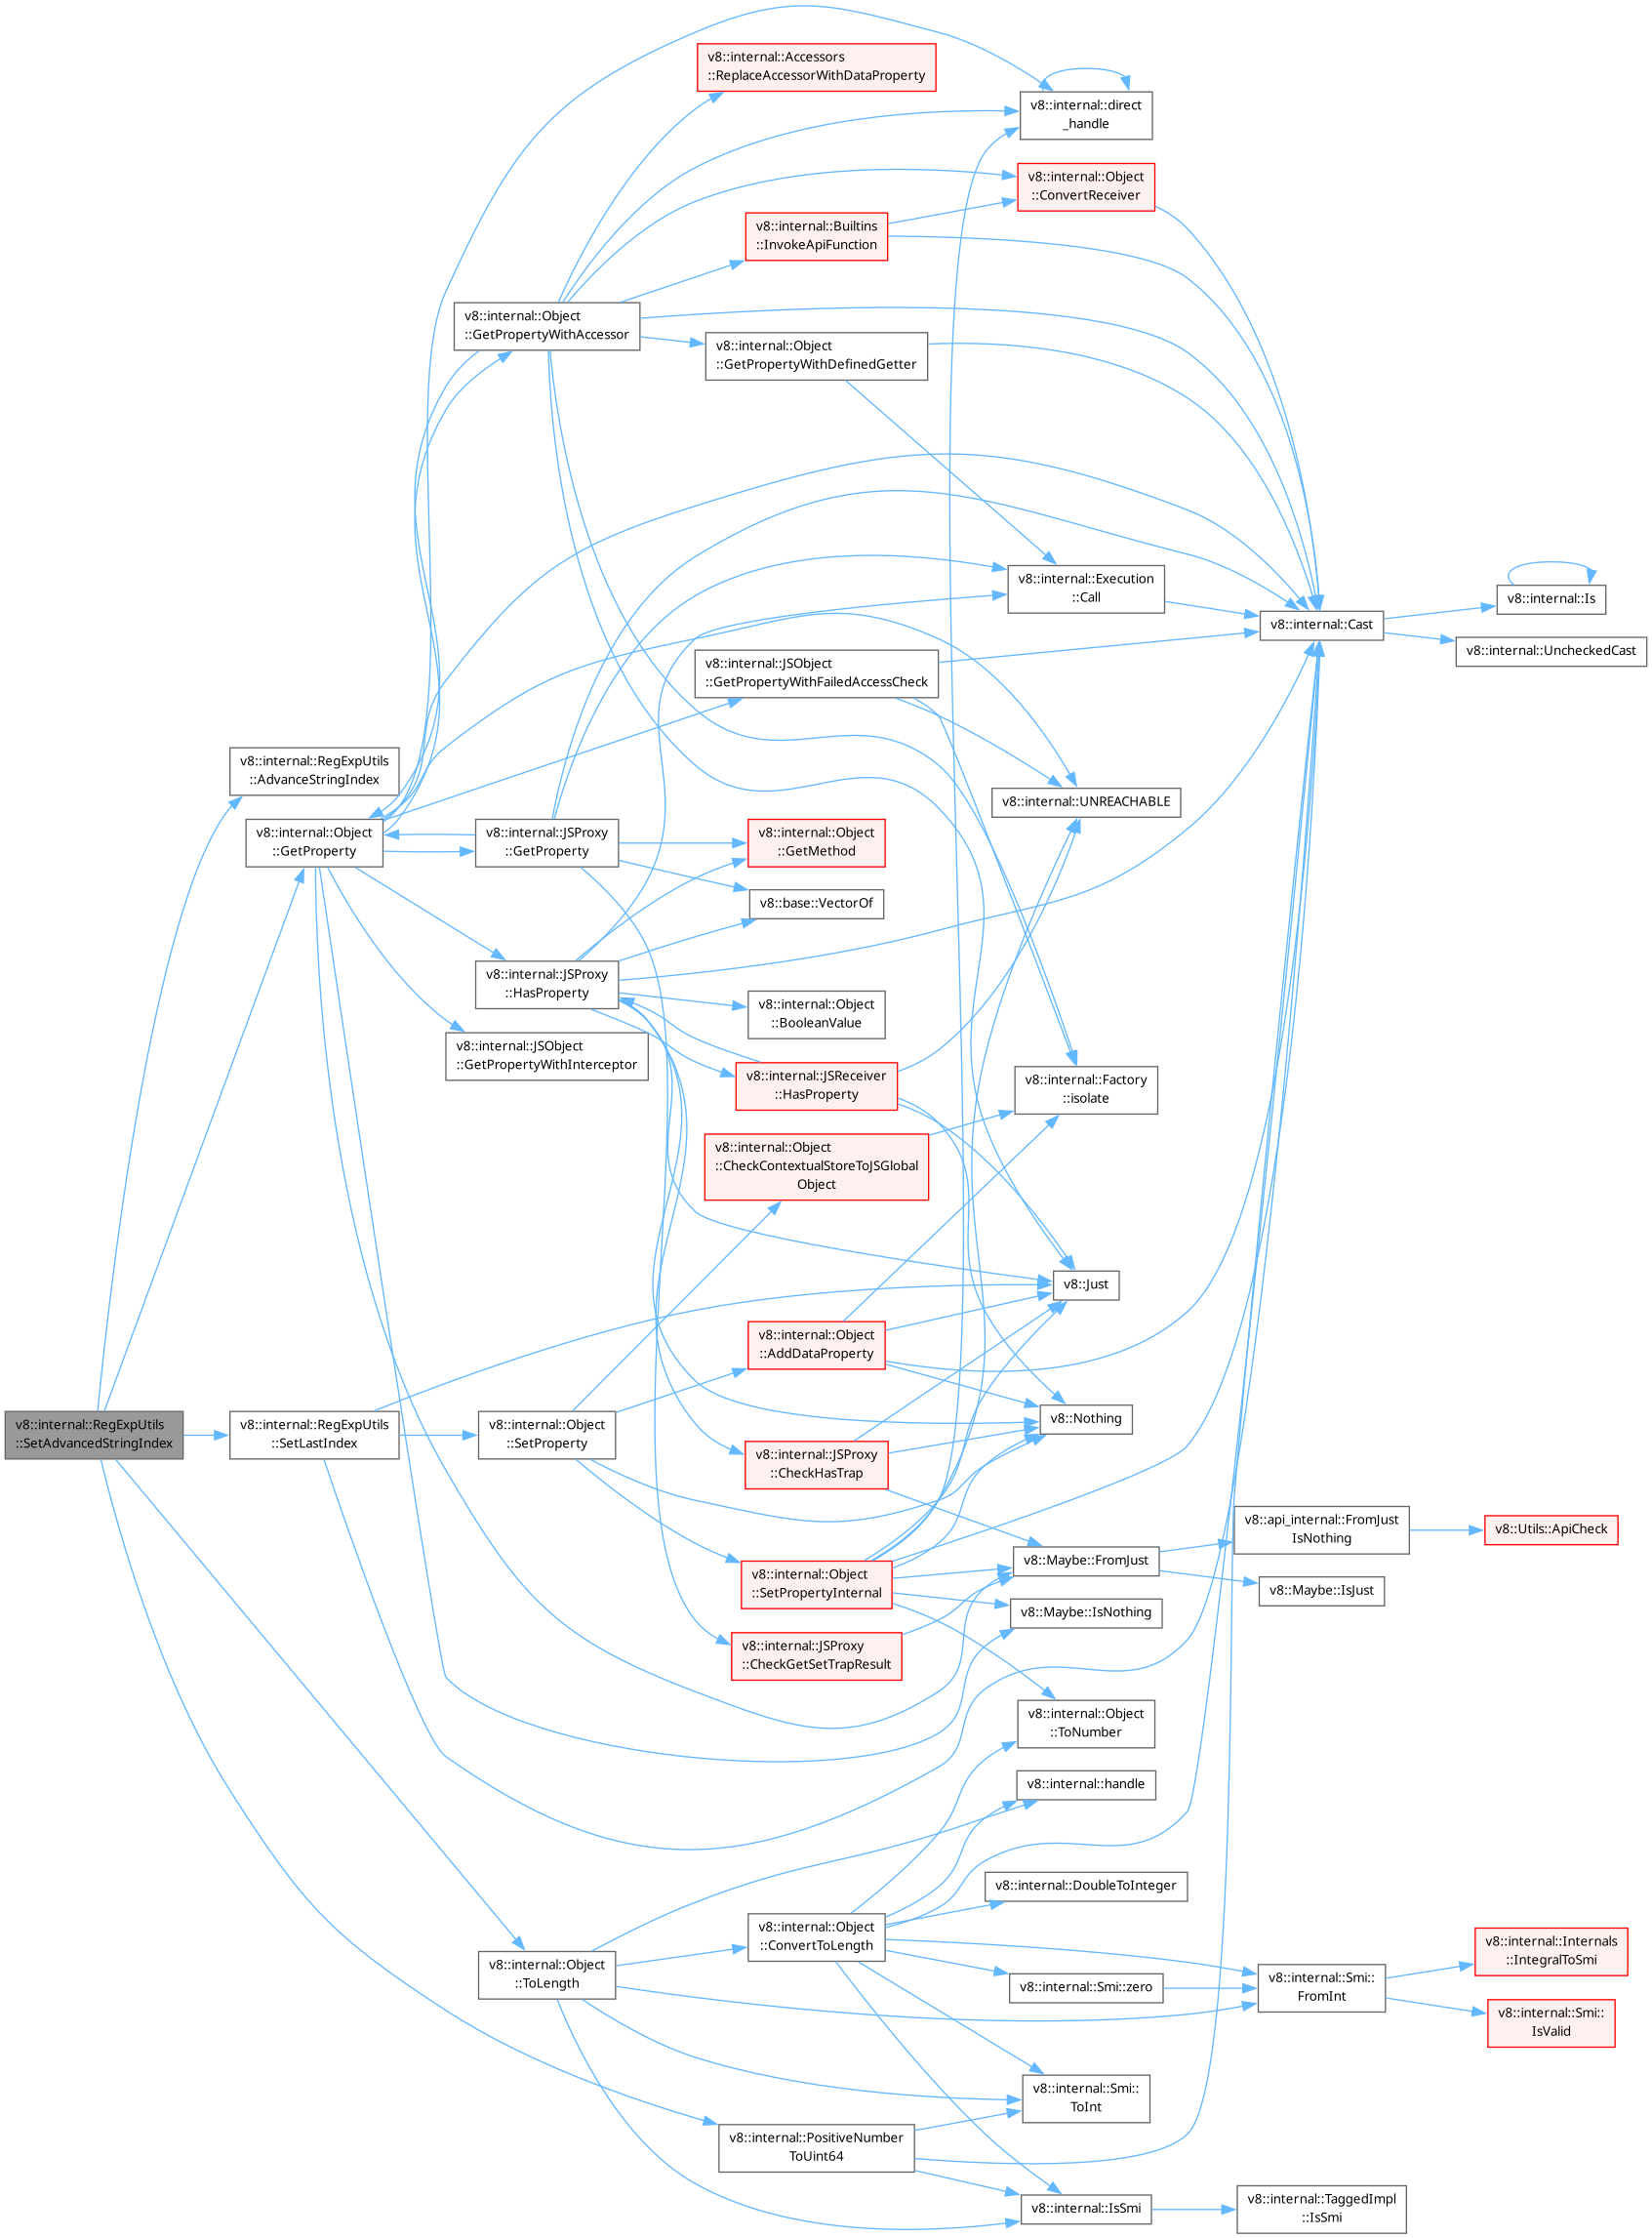 v8::internal::Accessors
::ReplaceAccessorWithDataProperty
v8::internal::direct
_handle
v8::internal::Object
::ConvertReceiver
v8::internal::Builtins
::InvokeApiFunction
v8::internal::Object
::GetPropertyWithAccessor
v8::internal::Object
::GetPropertyWithDefinedGetter
v8::internal::Execution
::Call
v8::internal::Is
v8::internal::Cast
v8::internal::UncheckedCast
v8::internal::JSObject
::GetPropertyWithFailedAccessCheck
v8::internal::RegExpUtils
::AdvanceStringIndex
v8::internal::UNREACHABLE
v8::internal::Object
::GetProperty
v8::internal::JSProxy
::GetProperty
v8::internal::Object
::GetMethod
v8::base::VectorOf
v8::internal::JSProxy
::HasProperty
v8::internal::Object
::BooleanValue
v8::internal::JSObject
::GetPropertyWithInterceptor
v8::internal::JSReceiver
::HasProperty
v8::internal::Factory
::isolate
v8::internal::Object
::CheckContextualStoreToJSGlobal
Object
v8::Just
v8::internal::Object
::AddDataProperty
v8::internal::RegExpUtils
::SetAdvancedStringIndex
v8::internal::RegExpUtils
::SetLastIndex
v8::internal::Object
::SetProperty
v8::Nothing
v8::internal::JSProxy
::CheckHasTrap
v8::api_internal::FromJust
IsNothing
v8::Utils::ApiCheck
v8::internal::Object
::SetPropertyInternal
v8::Maybe::FromJust
v8::Maybe::IsJust
v8::Maybe::IsNothing
v8::internal::JSProxy
::CheckGetSetTrapResult
v8::internal::Object
::ToNumber
v8::internal::handle
v8::internal::DoubleToInteger
v8::internal::Object
::ConvertToLength
v8::internal::Object
::ToLength
v8::internal::Smi::zero
v8::internal::Smi::
FromInt
v8::internal::Internals
::IntegralToSmi
v8::internal::Smi::
IsValid
v8::internal::Smi::
ToInt
v8::internal::PositiveNumber
ToUint64
v8::internal::IsSmi
v8::internal::TaggedImpl
::IsSmi